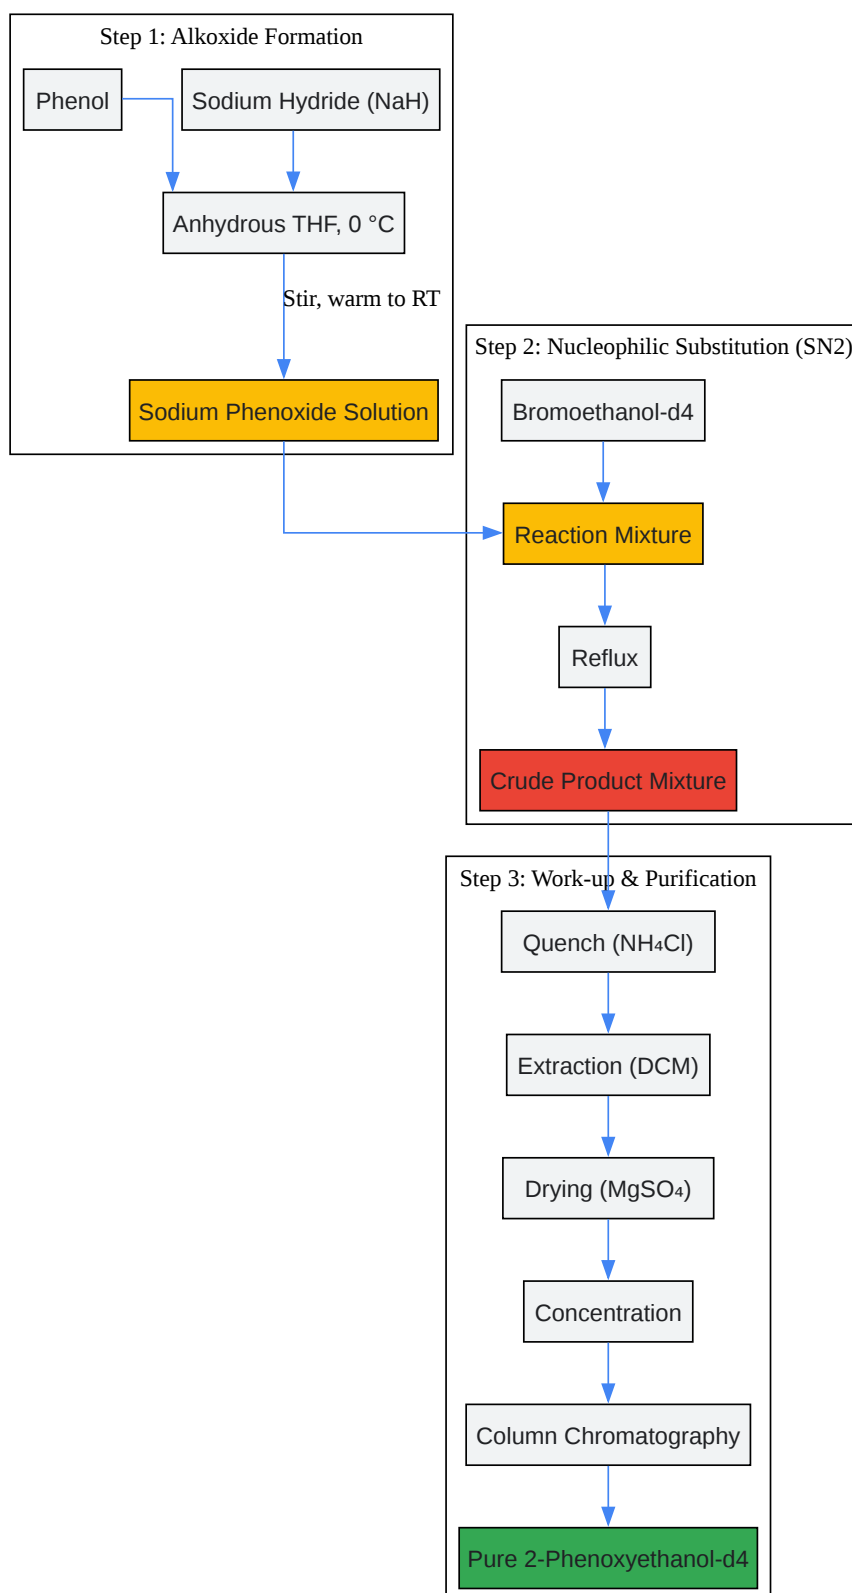 Step 1: Alkoxide Formation
Phenol
Sodium Hydride (NaH)
Anhydrous THF, 0 °C
Stir, warm to RT
Sodium Phenoxide Solution
Step 2: Nucleophilic Substitution (SN2)
Bromoethanol-d4
Reaction Mixture
Reflux
Crude Product Mixture
Step 3: Work-up & Purification
Quench (NH₄Cl)
Extraction (DCM)
Drying (MgSO₄)
Concentration
Column Chromatography
Pure 2-Phenoxyethanol-d4